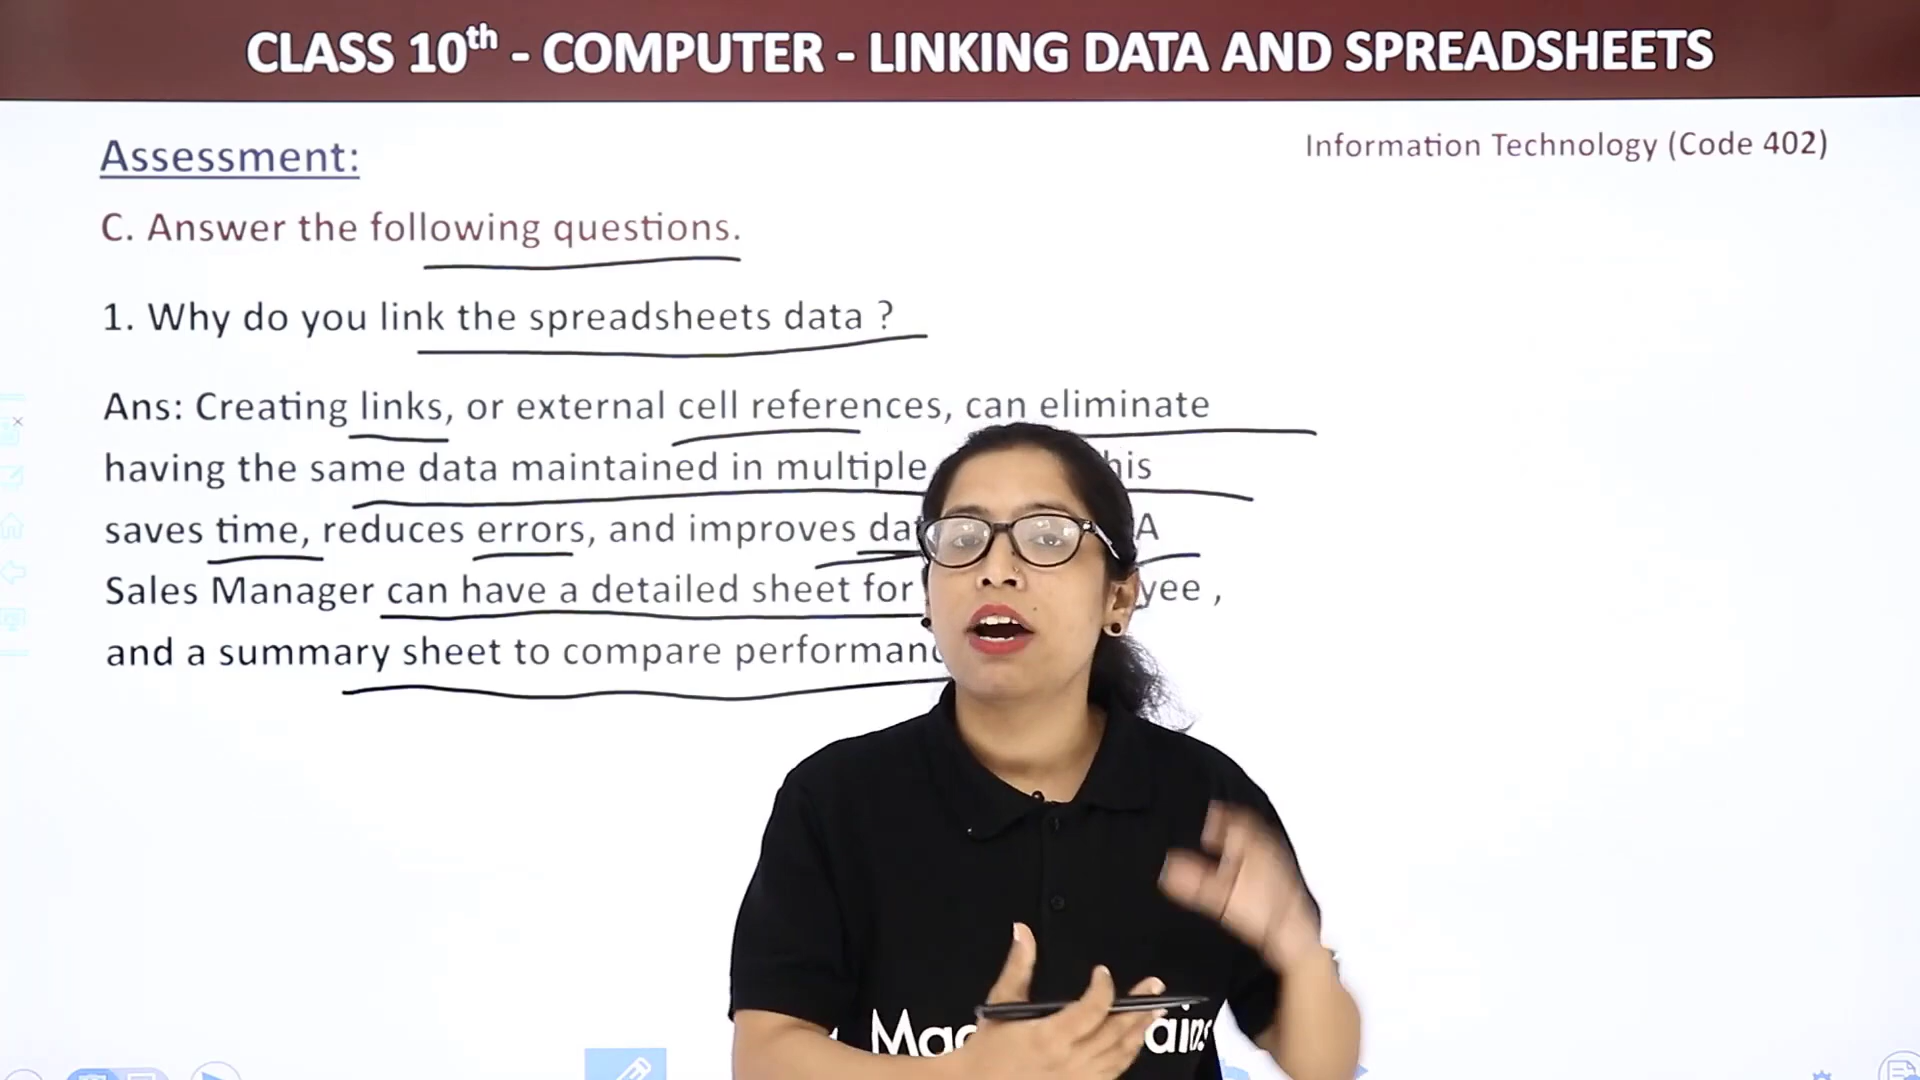 CLASS 10th - COMPUTER - LINKING DATA AND SPREADSHEETS
Assessment:
Information Technology (Code 402)
C. Answer the following questions.
1. Why do you link the spreadsheets data ?
Ans: Creating links, or external cell references, can eliminate
having the same data maintained in multiple
saves time, reduces errors, and improves A
Sales Manager can have a detailed sheet for ,
and a summary sheet to compare